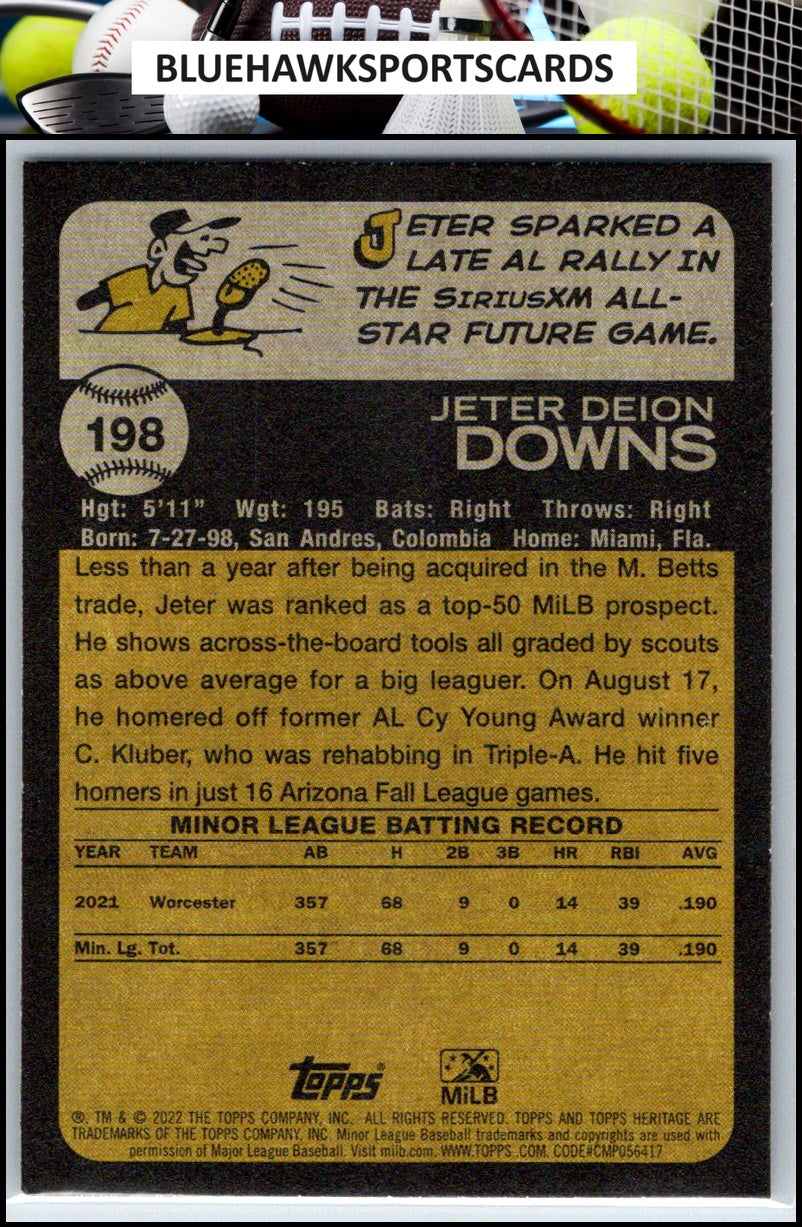 BLUEHAWKSPORTSCARDS
JETER SPARKED A
LATE AL RALLY IN
THE SIRIUSXM ALL-
STAR FUTURE GAME.
198
JETER DEION
DOWNS
Hgt: 5'11” Wgt: 195 Bats: Right Throws: Right
Born: 7-27-98, San Andres, Colombia Home: Miami, Fla.
Less than a year after being acquired in the M. Betts
trade, Jeter was ranked as a top-50 MiLB prospect.
He shows across-the-board tools all graded by scouts
as above average for a big leaguer. On August 17,
he homered off former AL Cy Young Award winner
C. Kluber, who was rehabbing in Triple-A. He hit five
homers in just 16 Arizona Fall League games.
MINOR LEAGUE BATTING RECORD
YEAR TEAM AB H 2B 3B HR RBI AVG
2021 Worcester 357 68 9 0 14 39 .190
Min. Lg. Tot. 357 68 9 0 14 39 .190
Topps®
MiLB
®, TM & © 2022 THE TOPPS COMPANY, INC. ALL RIGHTS RESERVED. TOPPS AND TOPPS HERITAGE ARE
TRADEMARKS OF THE TOPPS COMPANY, INC. Minor League Baseball trademarks and copyrights are used with
permission of Major League Baseball. Visit milb.com. WWW.TOPPS.COM. CODE#CMP056417